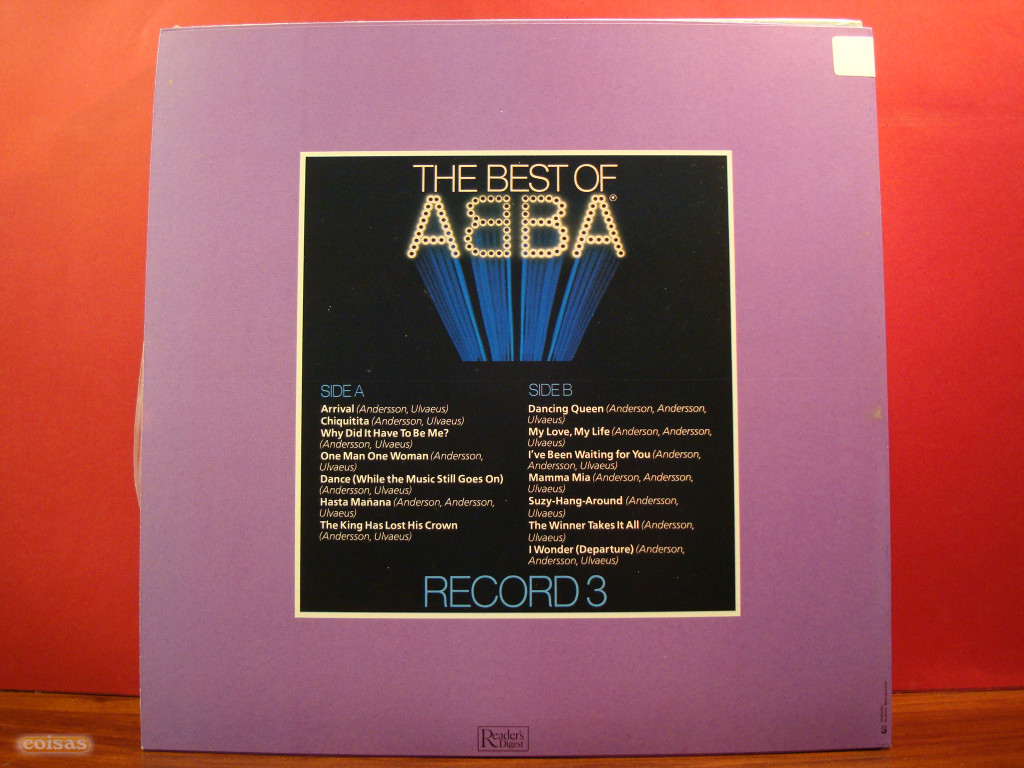 THE BEST OF
ABBA®
SIDE A
Arrival (Andersson, Ulvaeus)
Chiquitita (Andersson, Ulvaeus)
Why Did It Have To Be Me?
(Andersson, Ulvaeus)
One Man One Woman (Andersson,
Ulvaeus)
Dance (While the Music Still Goes On)
(Andersson, Ulvaeus)
Hasta Mañana (Anderson, Andersson,
Ulvaeus)
The King Has Lost His Crown
(Andersson, Ulvaeus)
SIDE B
Dancing Queen (Anderson, Andersson,
Ulvaeus)
My Love, My Life (Anderson, Andersson,
Ulvaeus)
I've Been Waiting for You (Anderson,
Andersson, Ulvaeus)
Mamma Mia (Anderson, Andersson,
Ulvaeus)
Suzy-Hang-Around (Andersson,
Ulvaeus)
The Winner Takes It All (Andersson,
Ulvaeus)
I Wonder (Departure) (Anderson,
Andersson, Ulvaeus)
RECORD 3
Reader's
Digest
coisas